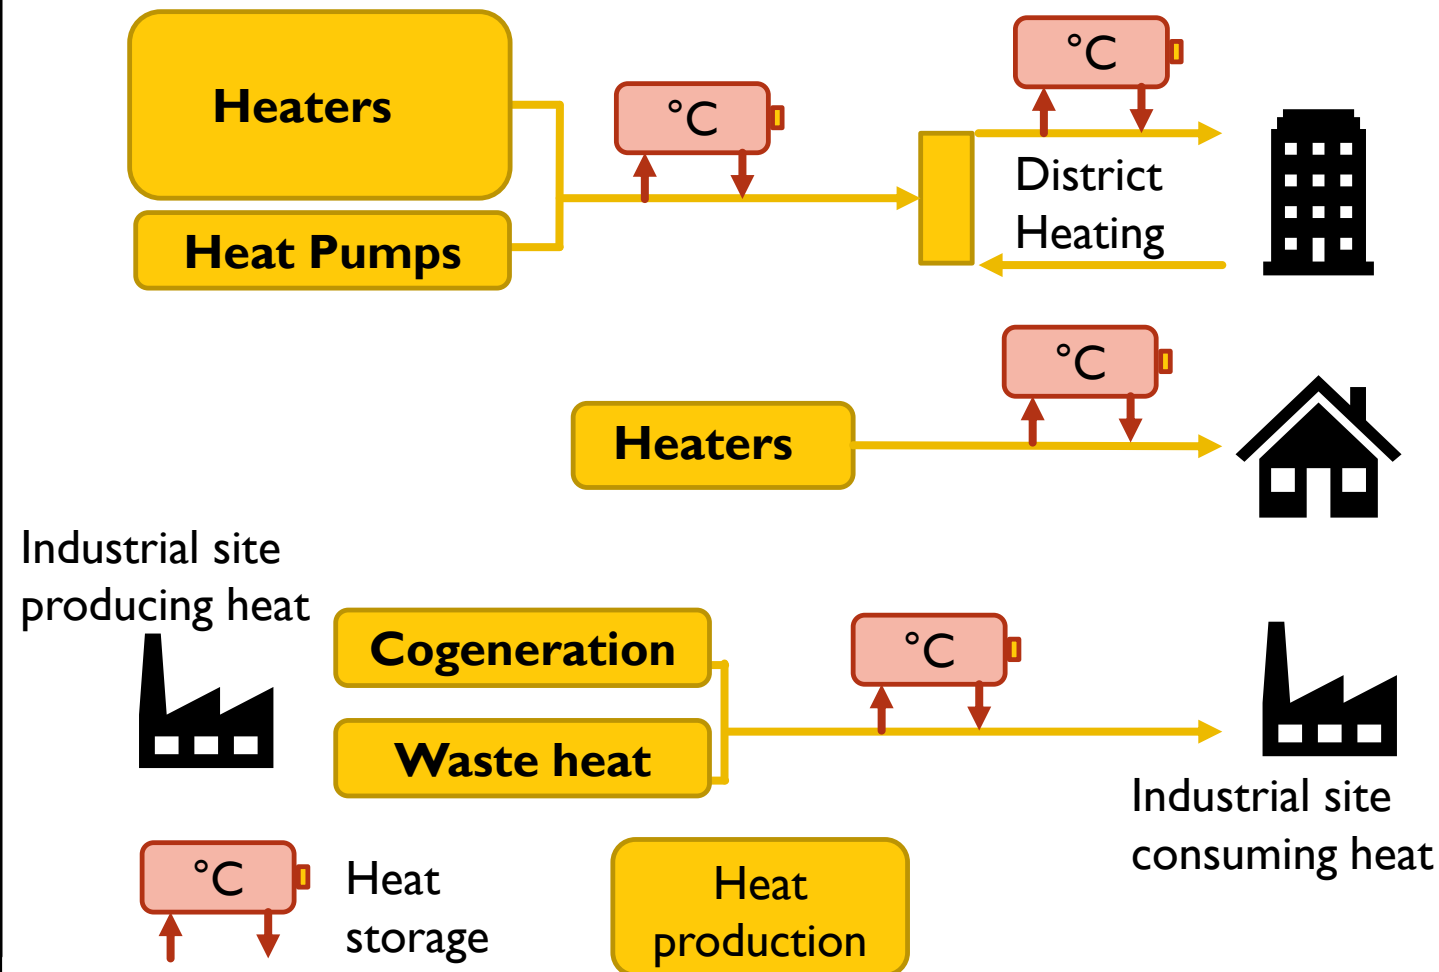 Heaters
°C
°C
District
Heating
Heat Pumps
°C
Heaters
Industrial site
producing heat
Cogeneration
°C
Waste heat
Industrial site
consuming heat
°C
Heat
storage
Heat
production